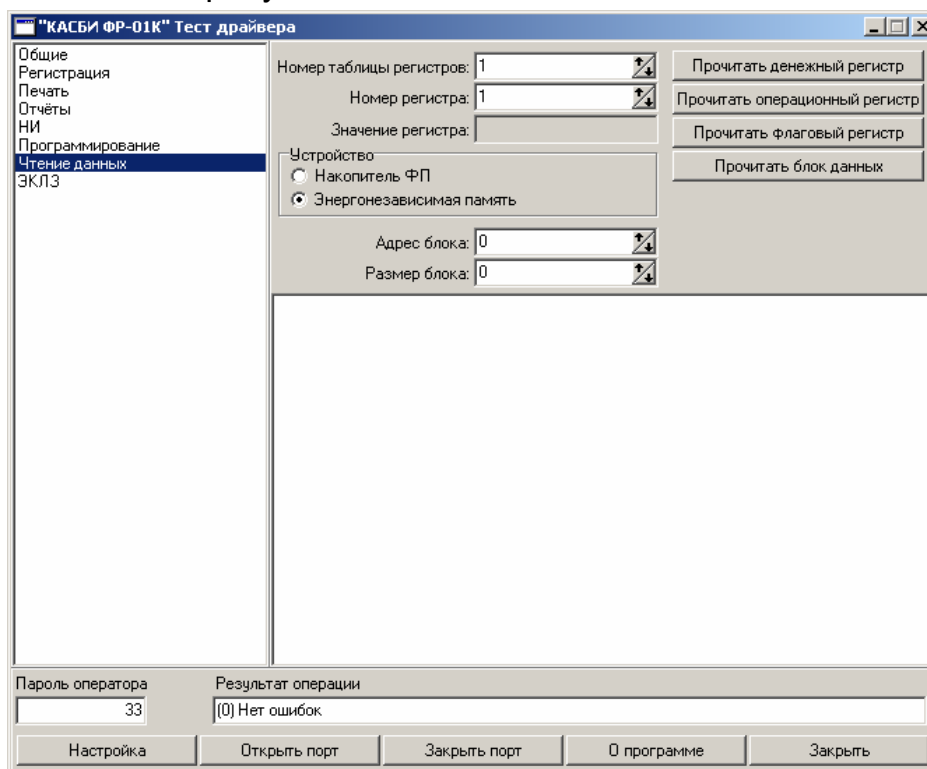 "КАСБИ ФР-01К" Тест драйвера
Общие
Регистрация
Печать
Отчёты
НИ
Программирование
Чтение данных
ЭКЛЗ
Номер таблицы регистров: 1
Номер регистра: 1
Значение регистра:
Устройство
Накопитель ФП
Энергонезависимая память
Адрес блока: 0
Размер блока: 0
Прочитать денежный регистр
Прочитать операционный регистр
Прочитать флаговый регистр
Прочитать блок данных
Пароль оператора
33
Результат операции
(0) Нет ошибок
Настройка
Открыть порт
Закрыть порт
О программе
Закрыть